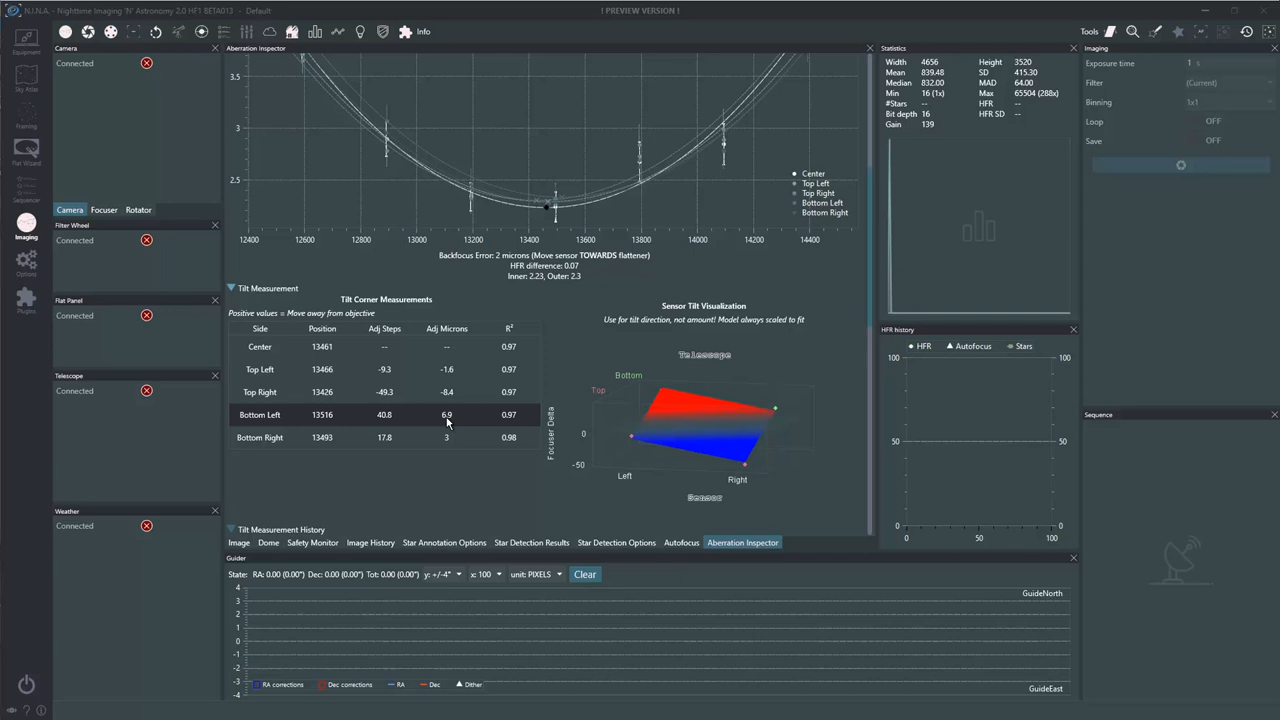 N.I.N.A. - Nighttime Imaging 'N' Astronomy 2.0 HF1 BETA013 - Default
! PREVIEW VERSION !
Info
Tools
Equipment
Sky Atlas
Framing
Flat Wizard
Sequencer
Imaging
Options
Plugins
Camera
Connected
Camera Focuser Rotator
Filter Wheel
Connected
Flat Panel
Connected
Telescope
Connected
Weather
Connected
Aberration Inspector
3.5
3
2.5
12400 12600 12800 13000 13200 13400 13600 13800 14000 14200 14400
Center
Top Left
Top Right
Bottom Left
Bottom Right
Backfocus Error: 2 microns (Move sensor TOWARDS flattener)
HFR difference: 0.07
Inner: 2.23, Outer: 2.3
Tilt Measurement
Tilt Corner Measurements
Positive values = Move away from objective
Side Position Adj Steps Adj Microns R²
Center 13461 -- -- 0.97
Top Left 13466 -9.3 -1.6 0.97
Top Right 13426 -49.3 -8.4 0.97
Bottom Left 13516 40.8 6.9 0.97
Bottom Right 13493 17.8 3 0.98
Sensor Tilt Visualization
Use for tilt direction, not amount! Model always scaled to fit
Telescope
Bottom
Top
Focuser Delta
0
-50
Left
Right
Sensor
Tilt Measurement History
Image Dome Safety Monitor Image History Star Annotation Options Star Detection Results Star Detection Options Autofocus Aberration Inspector
Guider
State: RA: 0.00 (0.00") Dec: 0.00 (0.00") Tot: 0.00 (0.00") y: +/-4" x: 100 unit: PIXELS Clear
4
3
2
1
0
-1
-2
-3
-4
GuideNorth
GuideEast
RA corrections Dec corrections RA Dec Dither
Statistics
Width 4656 Height 3520
Mean 839.48 SD 415.30
Median 832.00 MAD 64.00
Min 16 (1x) Max 65504 (288x)
#Stars -- HFR --
Bit depth 16 HFR SD --
Gain 139
HFR history
HFR Autofocus Stars
100 100
50 50
0 0
0 50 100
Imaging
Exposure time 1 s
Filter (Current)
Binning 1x1
Loop OFF
Save OFF
Sequence